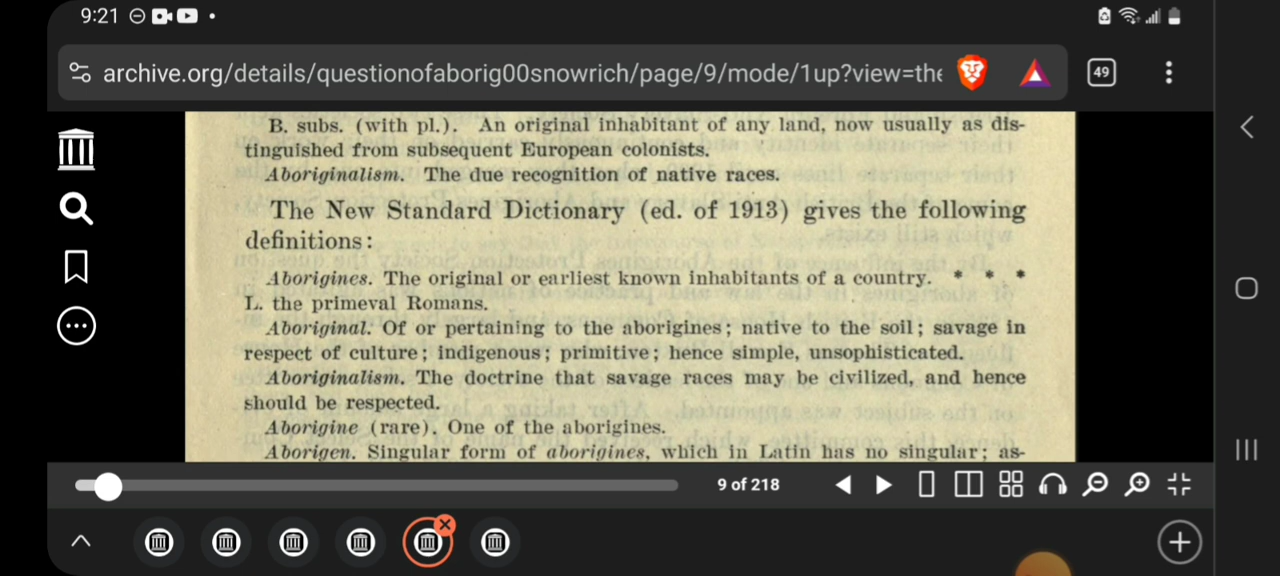 9:21
archive.org/details/questionofaborig00snowrich/page/9/mode/1up?view=the
49
B. subs. (with pl.). An original inhabitant of any land, now usually as dis-
tinguished from subsequent European colonists.
Aboriginalism. The due recognition of native races.
The New Standard Dictionary (ed. of 1913) gives the following
definitions:
Aborigines. The original or earliest known inhabitants of a country. * * *
L. the primeval Romans.
Aboriginal. Of or pertaining to the aborigines; native to the soil; savage in
respect of culture; indigenous; primitive; hence simple, unsophisticated.
Aboriginalism. The doctrine that savage races may be civilized, and hence
should be respected.
Aborigine (rare). One of the aborigines.
Aborigen. Singular form of aborigines, which in Latin has no singular; as-
9 of 218